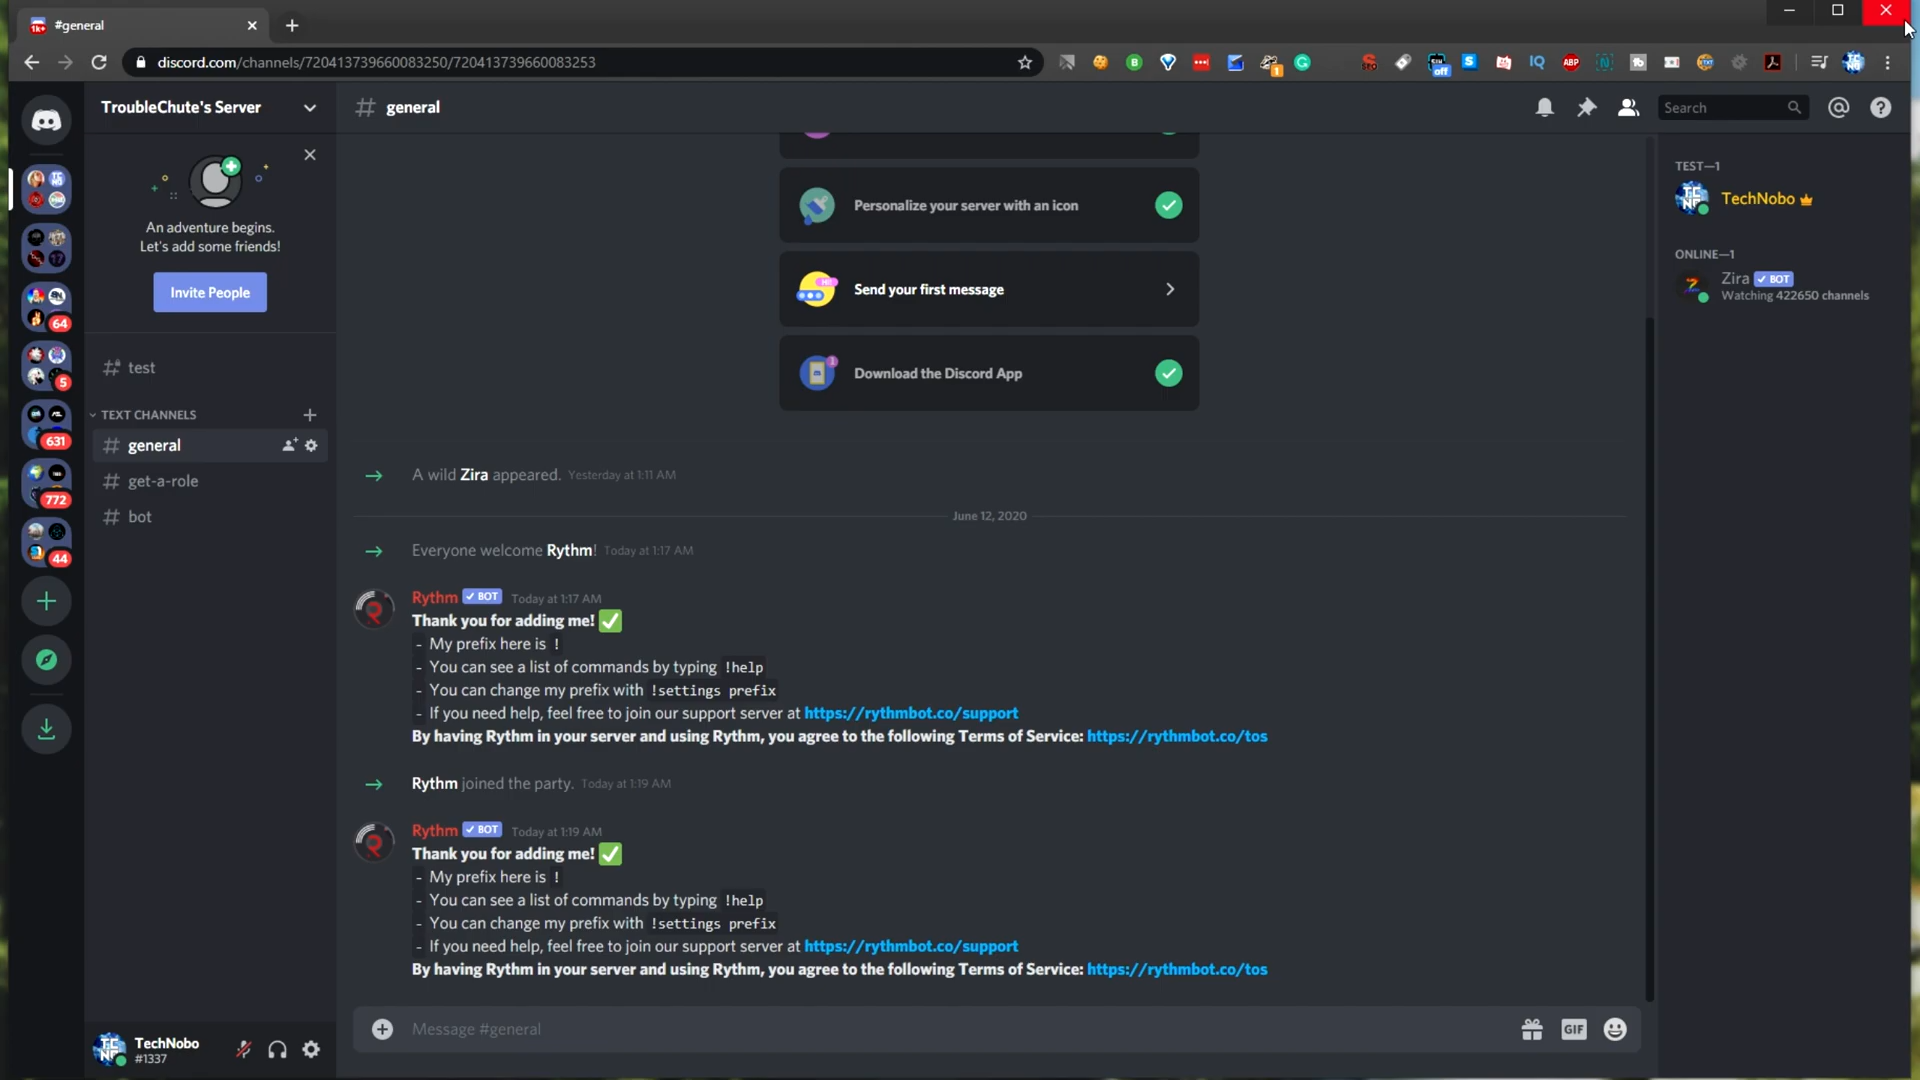 #general
discord.com/channels/720413739660083250/720413739660083253
TroubleChute's Server
# general
Search
An adventure begins.
Let's add some friends!
Invite People
test
TEXT CHANNELS
general
get-a-role
bot
64
5
631
772
44
Personalize your server with an icon
Send your first message
Download the Discord App
A wild Zira appeared. Yesterday at 1:11 AM
June 12, 2020
Everyone welcome Rythm! Today at 1:17 AM
Rythm BOT Today at 1:17 AM
Thank you for adding me!
- My prefix here is !
- You can see a list of commands by typing !help
- You can change my prefix with !settings prefix
- If you need help, feel free to join our support server at https://rythmbot.co/support
By having Rythm in your server and using Rythm, you agree to the following Terms of Service: https://rythmbot.co/tos
Rythm joined the party. Today at 1:19 AM
Rythm BOT Today at 1:19 AM
Thank you for adding me!
- My prefix here is !
- You can see a list of commands by typing !help
- You can change my prefix with !settings prefix
- If you need help, feel free to join our support server at https://rythmbot.co/support
By having Rythm in your server and using Rythm, you agree to the following Terms of Service: https://rythmbot.co/tos
Message #general
GIF
TEST—1
TechNobo
ONLINE—1
Zira BOT
Watching 422650 channels
TechNobo
#1337